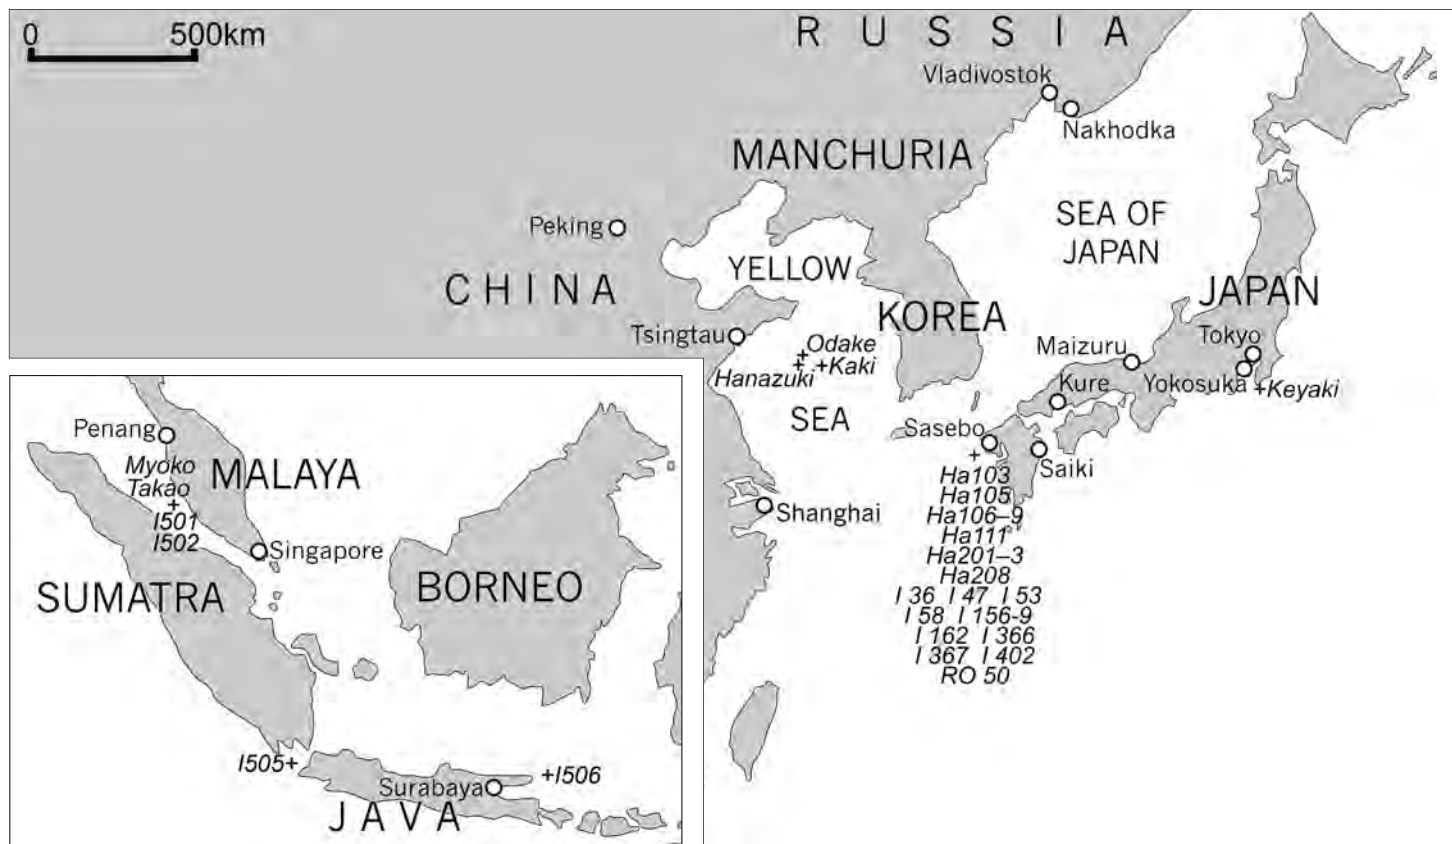 0 500km
R U S S I A
Vladivostok
Nakhodka
MANCHURIA
SEA OF
JAPAN
Peking
YELLOW
C H I N A
KOREA
JAPAN
Tsingtau
Odake
Maizuru
Tokyo
Hanazuki +Kaki
Kure
Yokosuka
+Keyaki
SEA
Sasebo
Saiki
+
Ha103
Ha105
Ha106–9
Ha111
Ha201–3
Ha208
I 36 I 47 I 53
I 58 I 156-9
I 162 I 366
I 367 I 402
RO 50
Shanghai
Penang
Myoko
Takao
+
I501
I502
MALAYA
Singapore
SUMATRA
BORNEO
I505+
+I506
Surabaya
J A V A